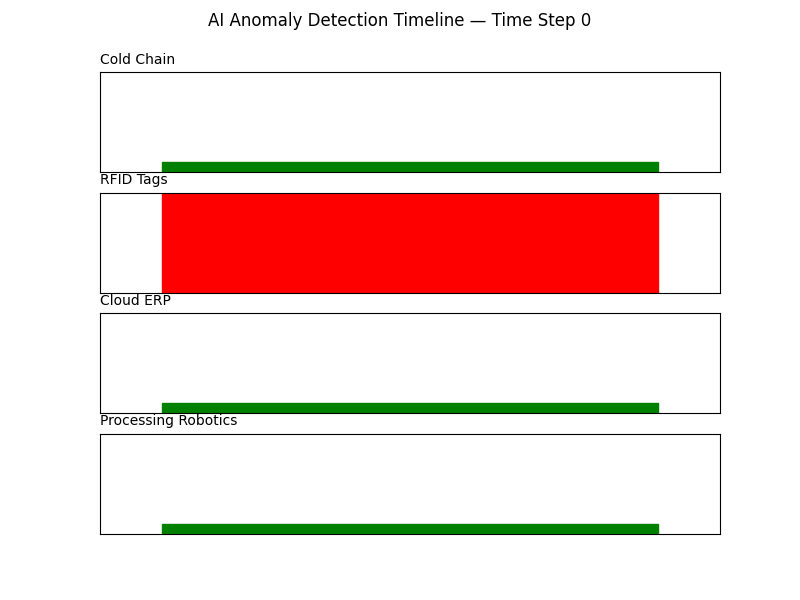 AI Anomaly Detection Timeline — Time Step 0
Cold Chain
RFID Tags
Cloud ERP
Processing Robotics